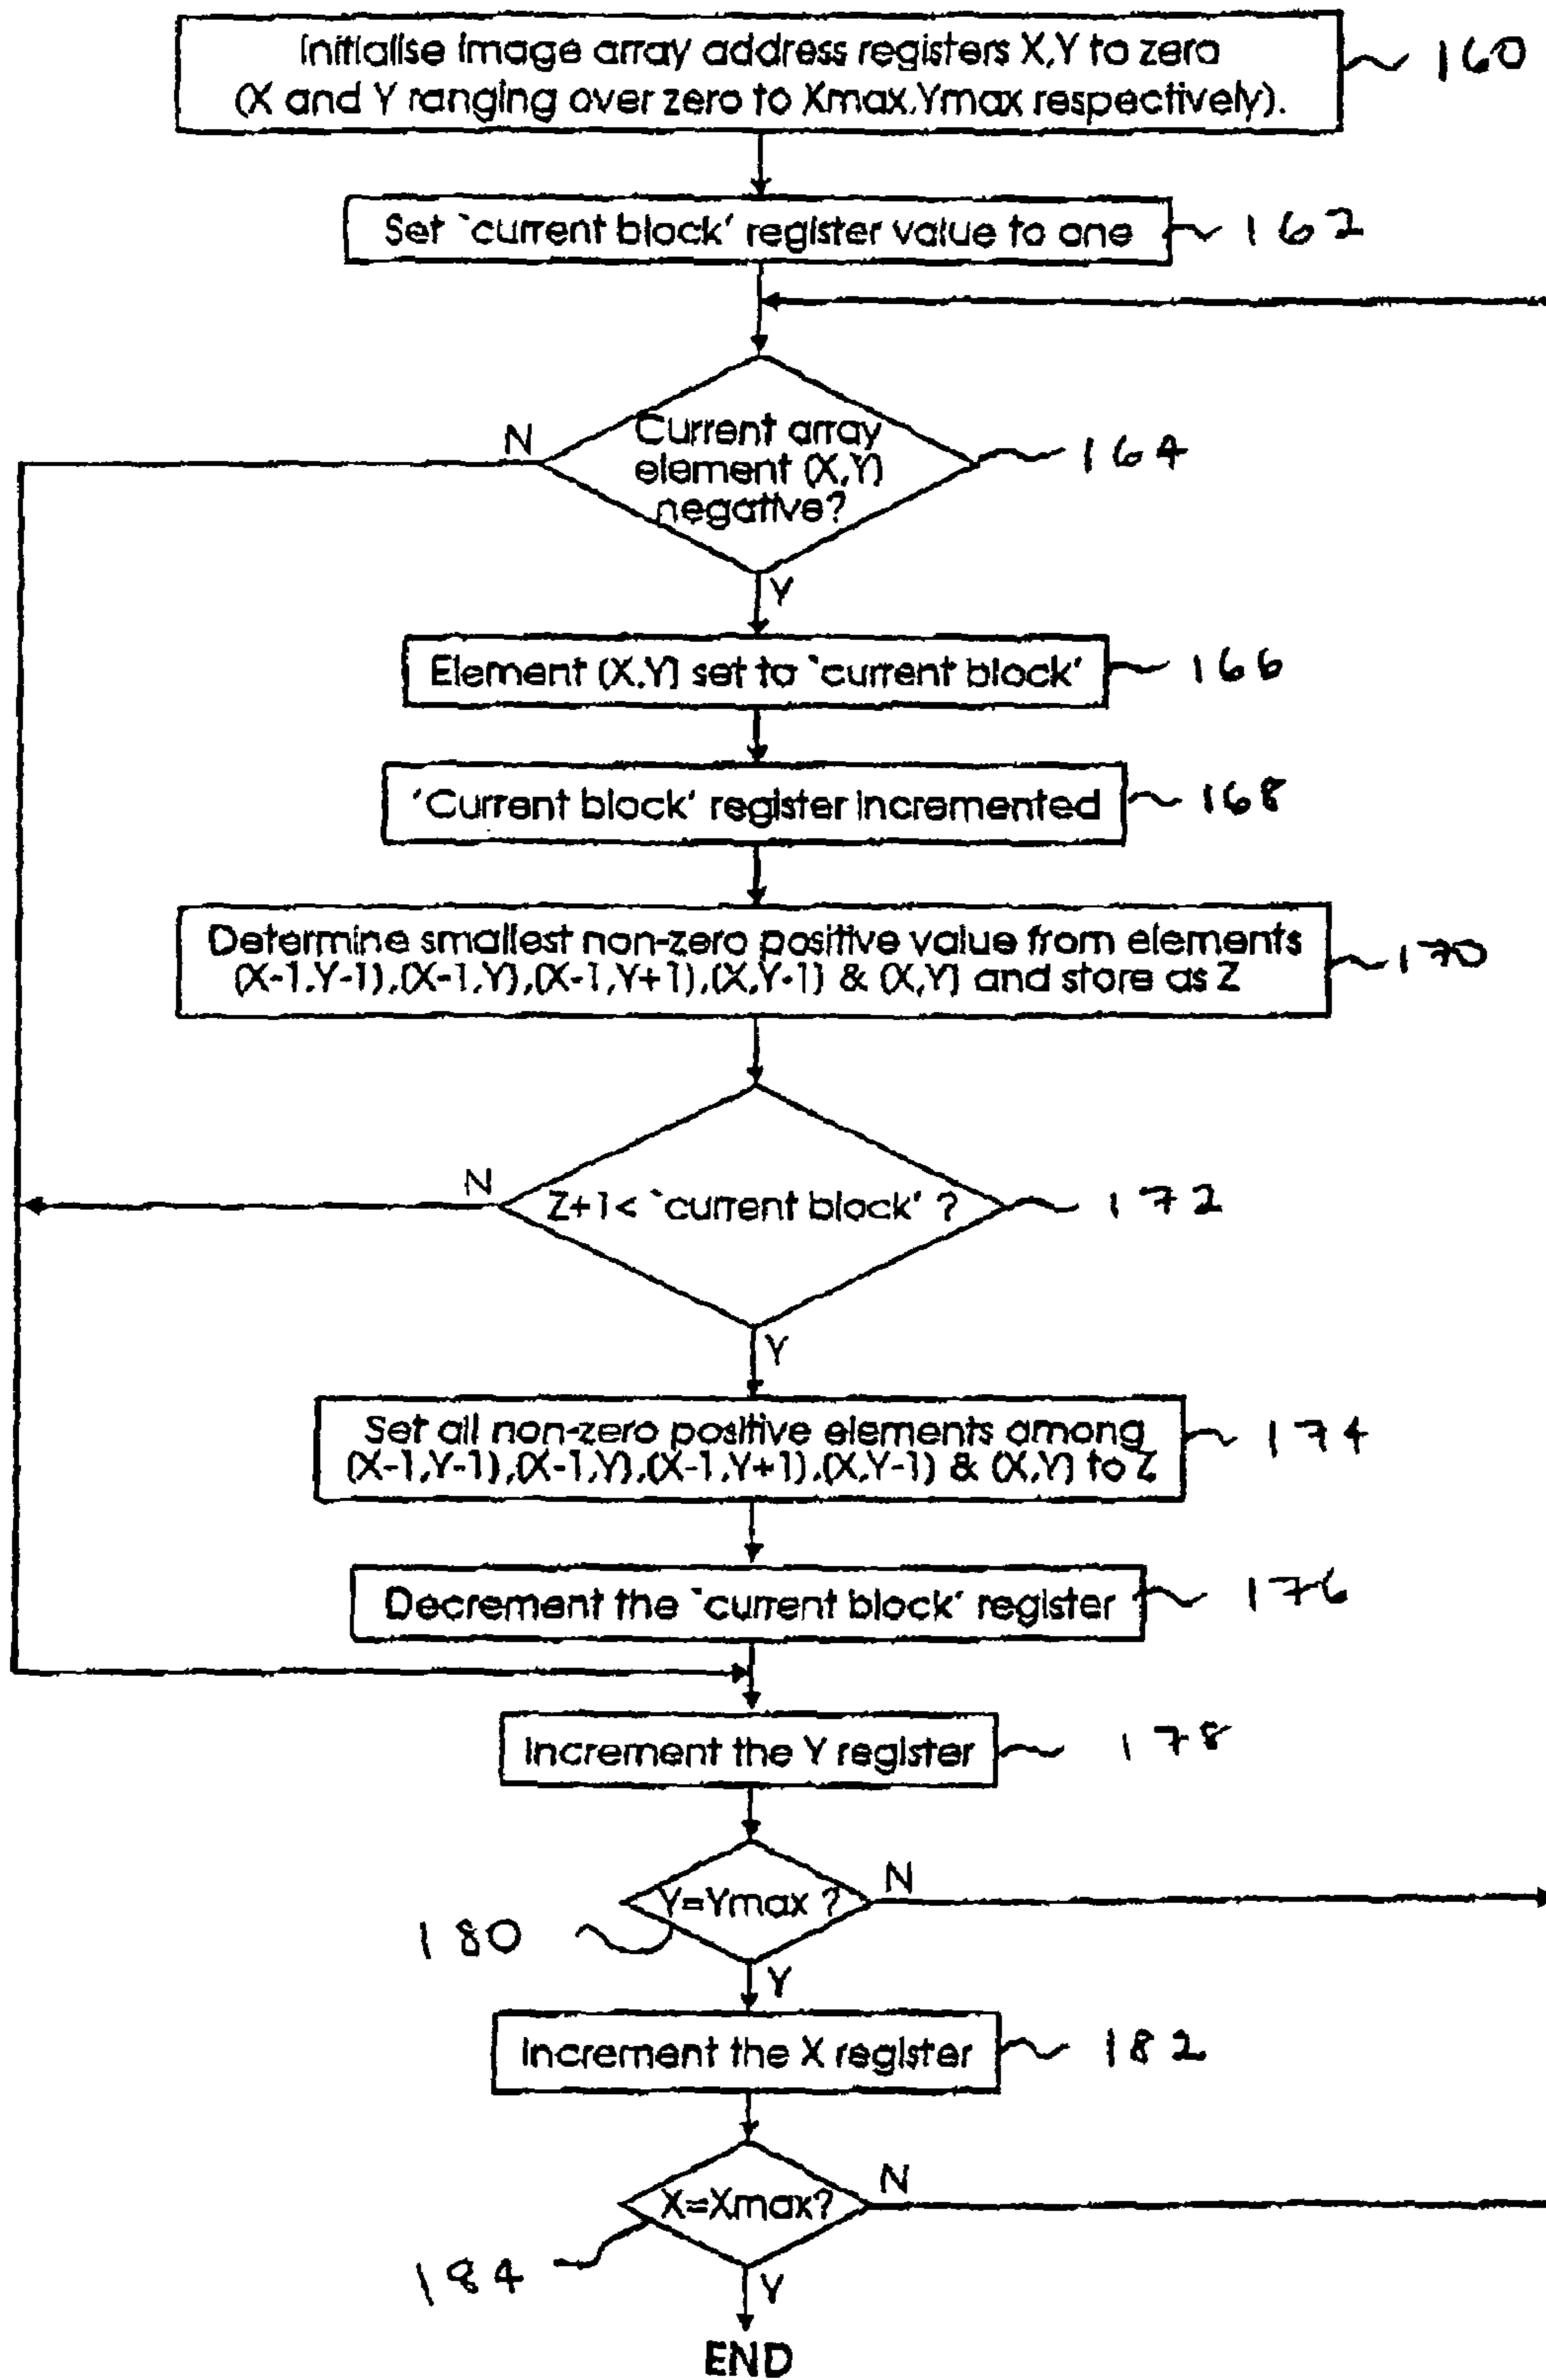 Initialise image array address registers X,Y to zero
(X and Y ranging over zero to Xmax,Ymax respectively).
160
Set `current block' register value to one
162
Current array
element (X,Y)
negative?
164
N
Y
Element (X,Y) set to `current block'
166
'Current block' register incremented
168
Determine smallest non-zero positive value from elements
(X-1,Y-1),(X-1,Y),(X-1,Y+1),(X,Y-1) & (X,Y) and store as Z
170
N
Z+1< `current block' ?
172
Y
Set all non-zero positive elements among
(X-1,Y-1),(X-1,Y),(X-1,Y+1),(X,Y-1) & (X,Y) to Z
174
Decrement the `current block' register
176
Increment the Y register
178
Y=Ymax ?
N
180
Y
Increment the X register
182
X=Xmax?
N
184
Y
END